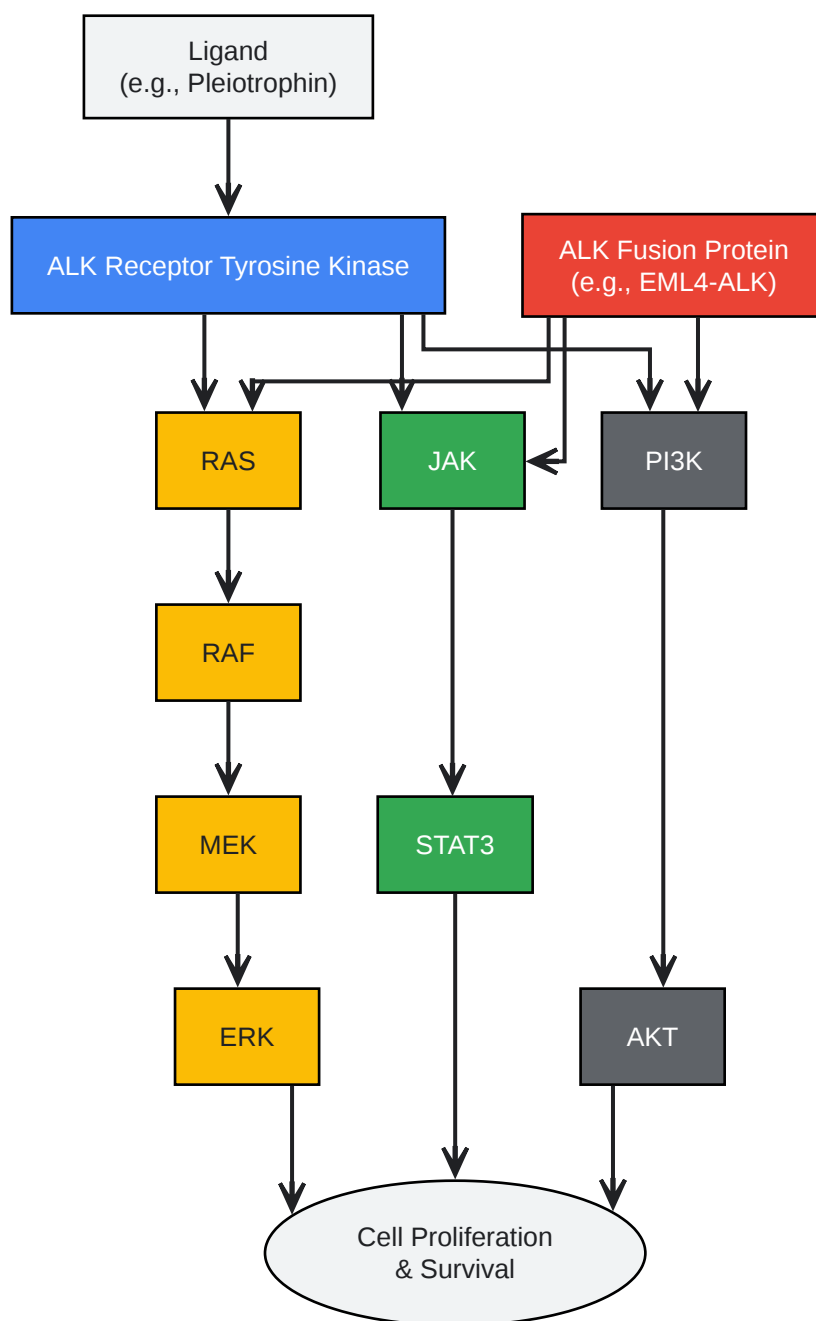 Ligand
(e.g., Pleiotrophin)
ALK Receptor Tyrosine Kinase
ALK Fusion Protein
(e.g., EML4-ALK)
RAS
JAK
PI3K
RAF
MEK
STAT3
ERK
AKT
Cell Proliferation
& Survival